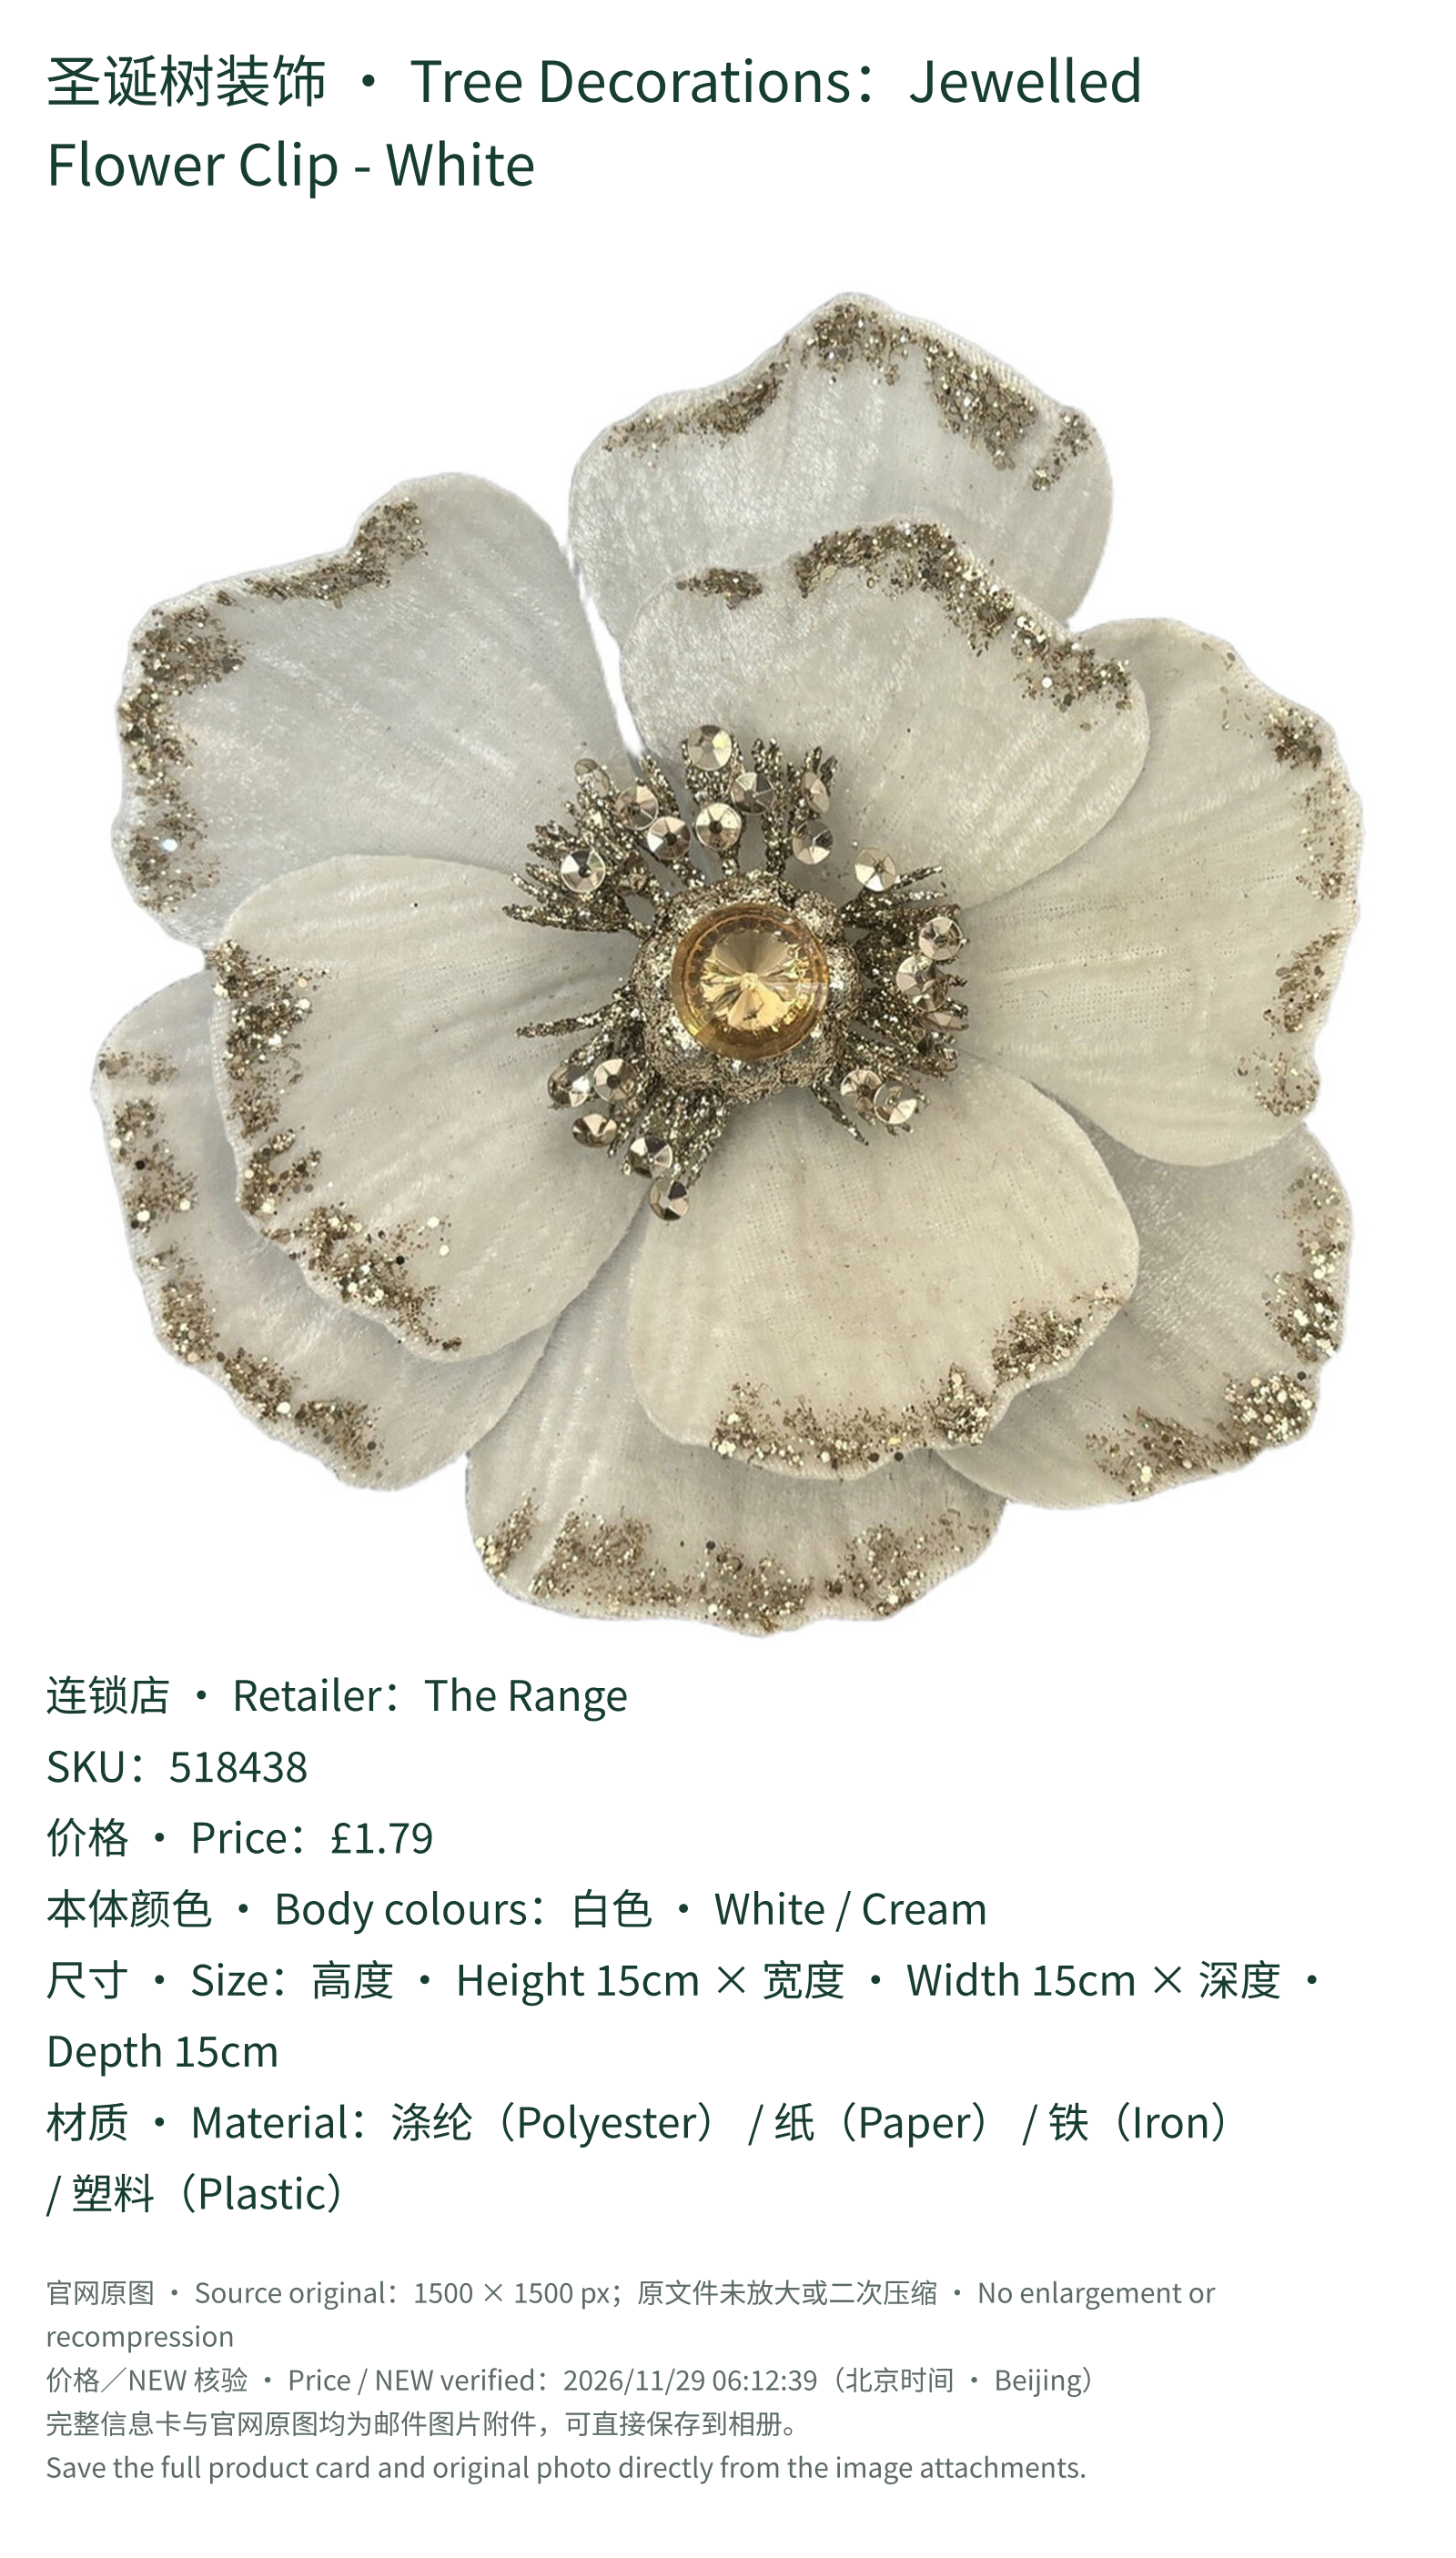 圣诞树装饰 · Tree Decorations：Jewelled
Flower Clip - White
连锁店 · Retailer：The Range
SKU：518438
价格 · Price：£1.79
本体颜色 · Body colours：白色 · White / Cream
尺寸 · Size：高度 · Height 15cm × 宽度 · Width 15cm × 深度 ·
Depth 15cm
材质 · Material：涤纶（Polyester） / 纸（Paper） / 铁（Iron）
/ 塑料（Plastic）
官网原图 · Source original：1500 × 1500 px；原文件未放大或二次压缩 · No enlargement or
recompression
价格／NEW 核验 · Price / NEW verified：2026/11/29 06:12:39（北京时间 · Beijing）
完整信息卡与官网原图均为邮件图片附件，可直接保存到相册。
Save the full product card and original photo directly from the image attachments.